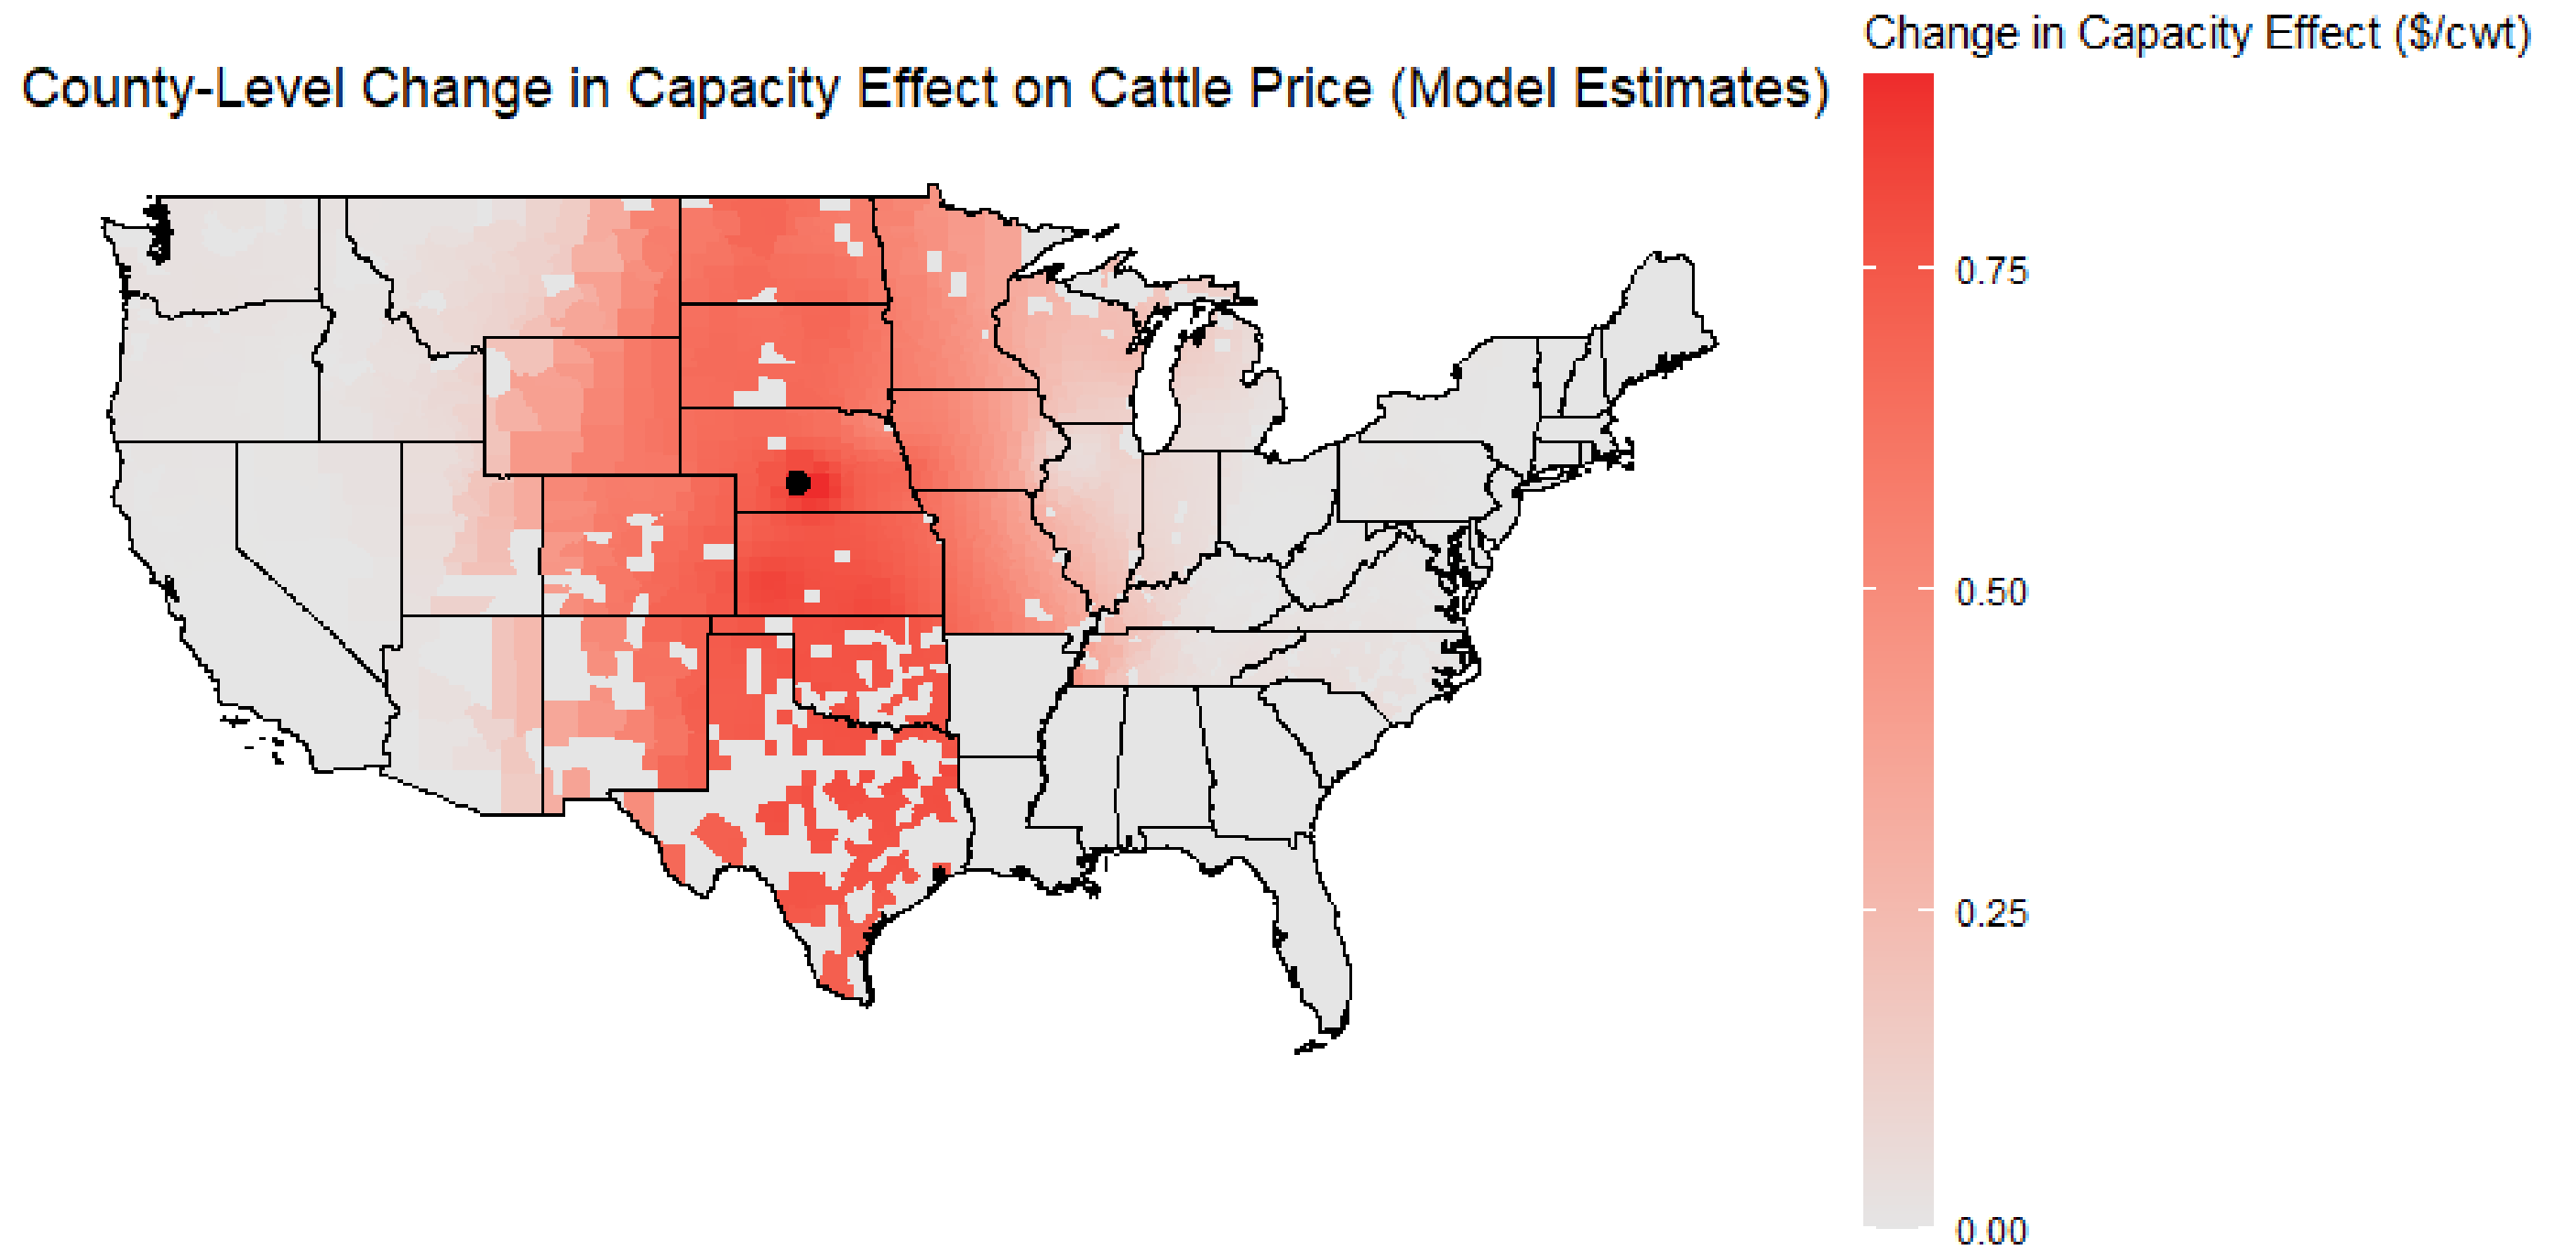 Change in Capacity Effect ($/cwt)
County-Level Change in Capacity Effect on Cattle Price (Model Estimates)
0.75
0.50
0.25
0.00